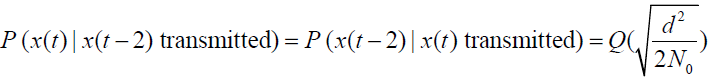 P(x(t) | x(t−2) transmitted) = P(x(t−2) | x(t) transmitted) = Q(√(d²/2N₀))